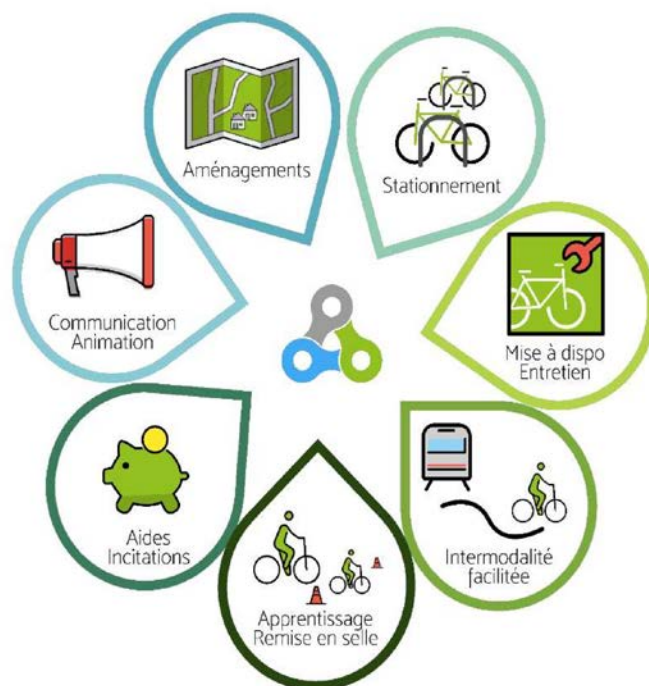 Aménagements
Stationnement
Communication
Animation
Mise à dispo
Entretien
Aides
Incitations
Intermodalité
facilitée
Apprentissage
Remise en selle